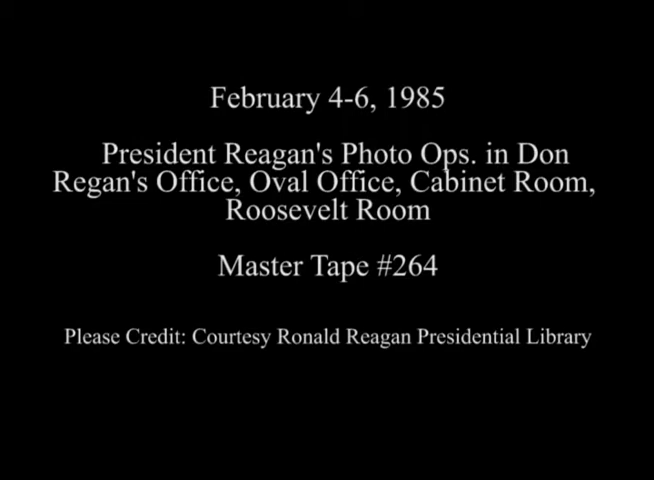 February 4-6, 1985
President Reagan's Photo Ops. in Don
Regan's Office, Oval Office, Cabinet Room,
Roosevelt Room
Master Tape #264
Please Credit: Courtesy Ronald Reagan Presidential Library